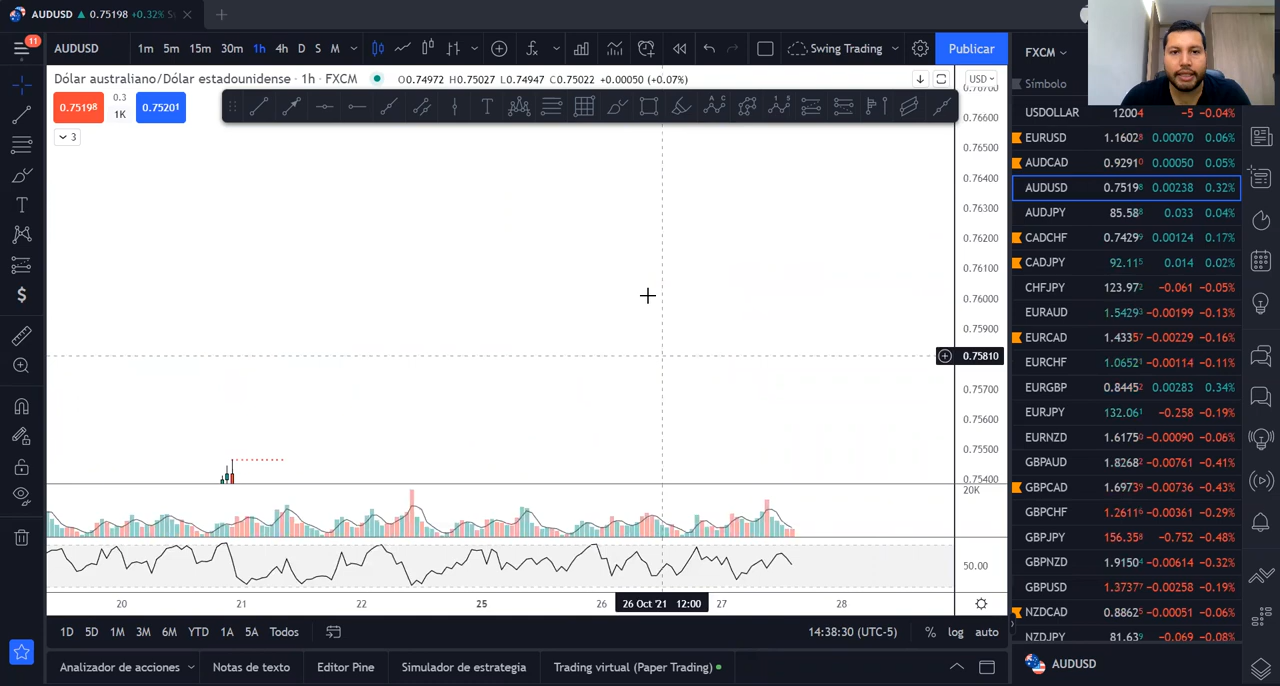 AUDUSD ▲ 0.75198 +0.32%
11
AUDUSD 1m 5m 15m 30m 1h 4h D S M Swing Trading Publicar
Dólar australiano/Dólar estadounidense · 1h · FXCM O0.74972 H0.75027 L0.74947 C0.75022 +0.00050 (+0.07%)
0.75198 0.3 1K 0.75201
3
USD
0.76700
0.76600
0.76500
0.76400
0.76300
0.76200
0.76100
0.76000
0.75900
0.75810
0.75700
0.75600
0.75500
0.75400
20K
50.00
20 21 22 25 26 26 Oct '21 12:00 27 28
1D 5D 1M 3M 6M YTD 1A 5A Todos 14:38:30 (UTC-5) % log auto
Analizador de acciones Notas de texto Editor Pine Simulador de estrategia Trading virtual (Paper Trading)
FXCM
Símbolo
USDOLLAR 12004 -5 -0.04%
EURUSD 1.16028 0.00070 0.06%
AUDCAD 0.92910 0.00050 0.05%
AUDUSD 0.75198 0.00238 0.32%
AUDJPY 85.588 0.033 0.04%
CADCHF 0.74299 0.00124 0.17%
CADJPY 92.115 0.014 0.02%
CHFJPY 123.972 -0.061 -0.05%
EURAUD 1.54293 -0.00199 -0.13%
EURCAD 1.43357 -0.00229 -0.16%
EURCHF 1.06521 -0.00114 -0.11%
EURGBP 0.84452 0.00283 0.34%
EURJPY 132.061 -0.258 -0.19%
EURNZD 1.61750 -0.00090 -0.06%
GBPAUD 1.82682 -0.00761 -0.41%
GBPCAD 1.69739 -0.00736 -0.43%
GBPCHF 1.26116 -0.00361 -0.29%
GBPJPY 156.358 -0.752 -0.48%
GBPNZD 1.91504 -0.00614 -0.32%
GBPUSD 1.37377 -0.00258 -0.19%
NZDCAD 0.88625 -0.00051 -0.06%
NZDJPY 81.639 -0.069 -0.08%
AUDUSD